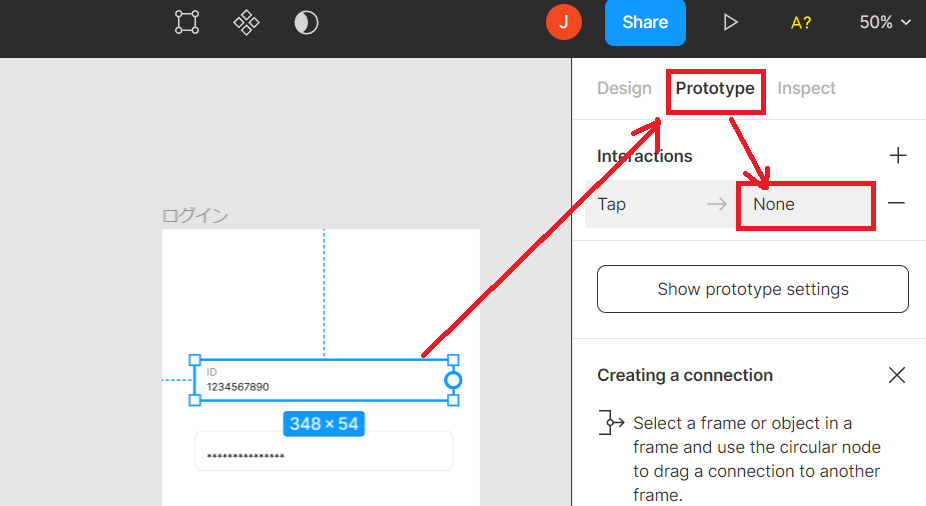 J
Share
A?
50%
Design
Prototype
Inspect
Interactions
Tap
None
Show prototype settings
Creating a connection
Select a frame or object in a
frame and use the circular node
to drag a connection to another
frame.
ログイン
ID
1234567890
348 × 54
***************